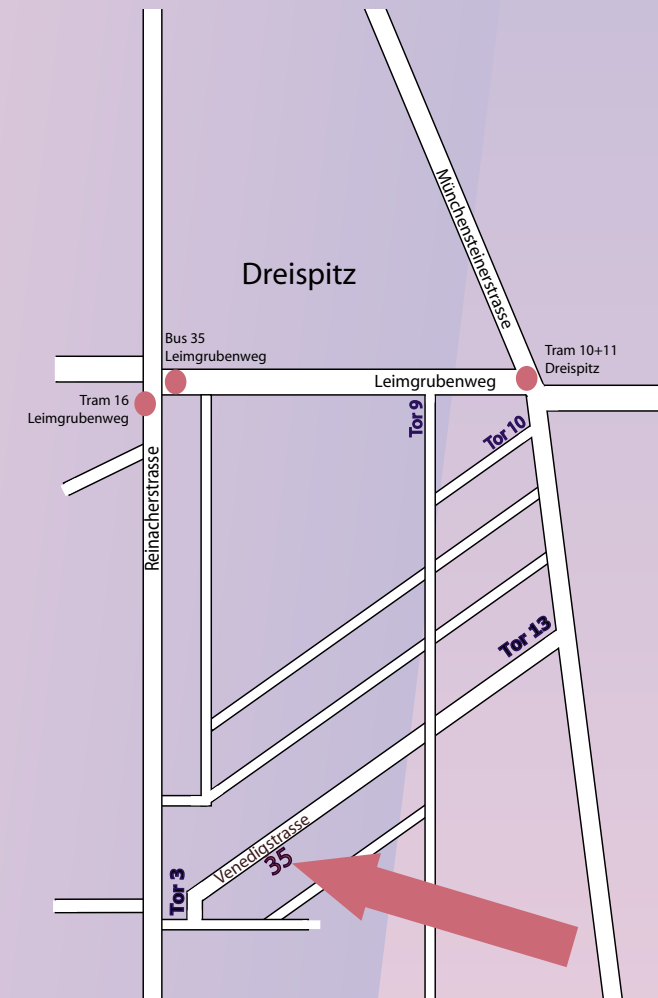 Münchensteinerstrasse
Dreispitz
Bus 35
Leimgrubenweg
Tram 10+11
Dreispitz
Leimgrubenweg
Tram 16
Leimgrubenweg
Tor 9
Tor 10
Reinacherstrasse
Tor 13
Venedigstrasse
35
Tor 3